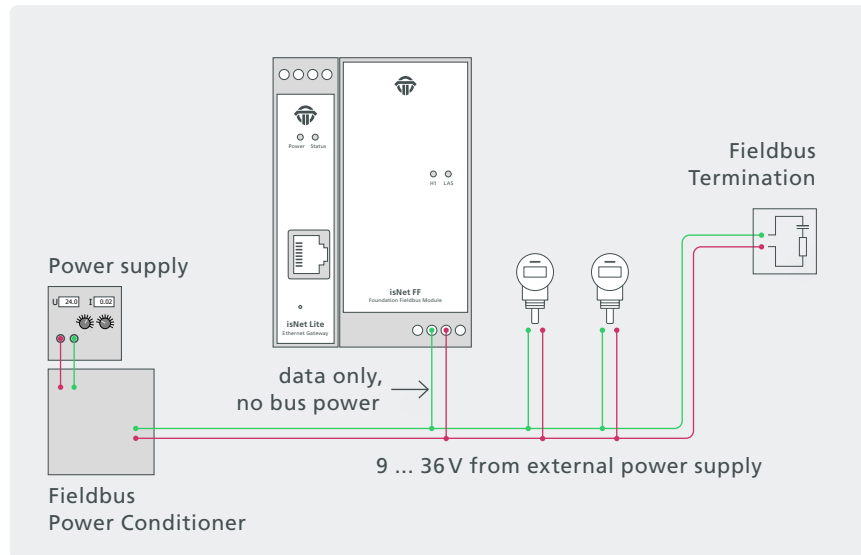 Power Status
H1 LAS
isNet FF
Foundation Fieldbus Module
isNet Lite
Ethernet Gateway
Fieldbus
Termination
Power supply
U 24.0 I 0.02
data only,
no bus power
9 ... 36 V from external power supply
Fieldbus
Power Conditioner